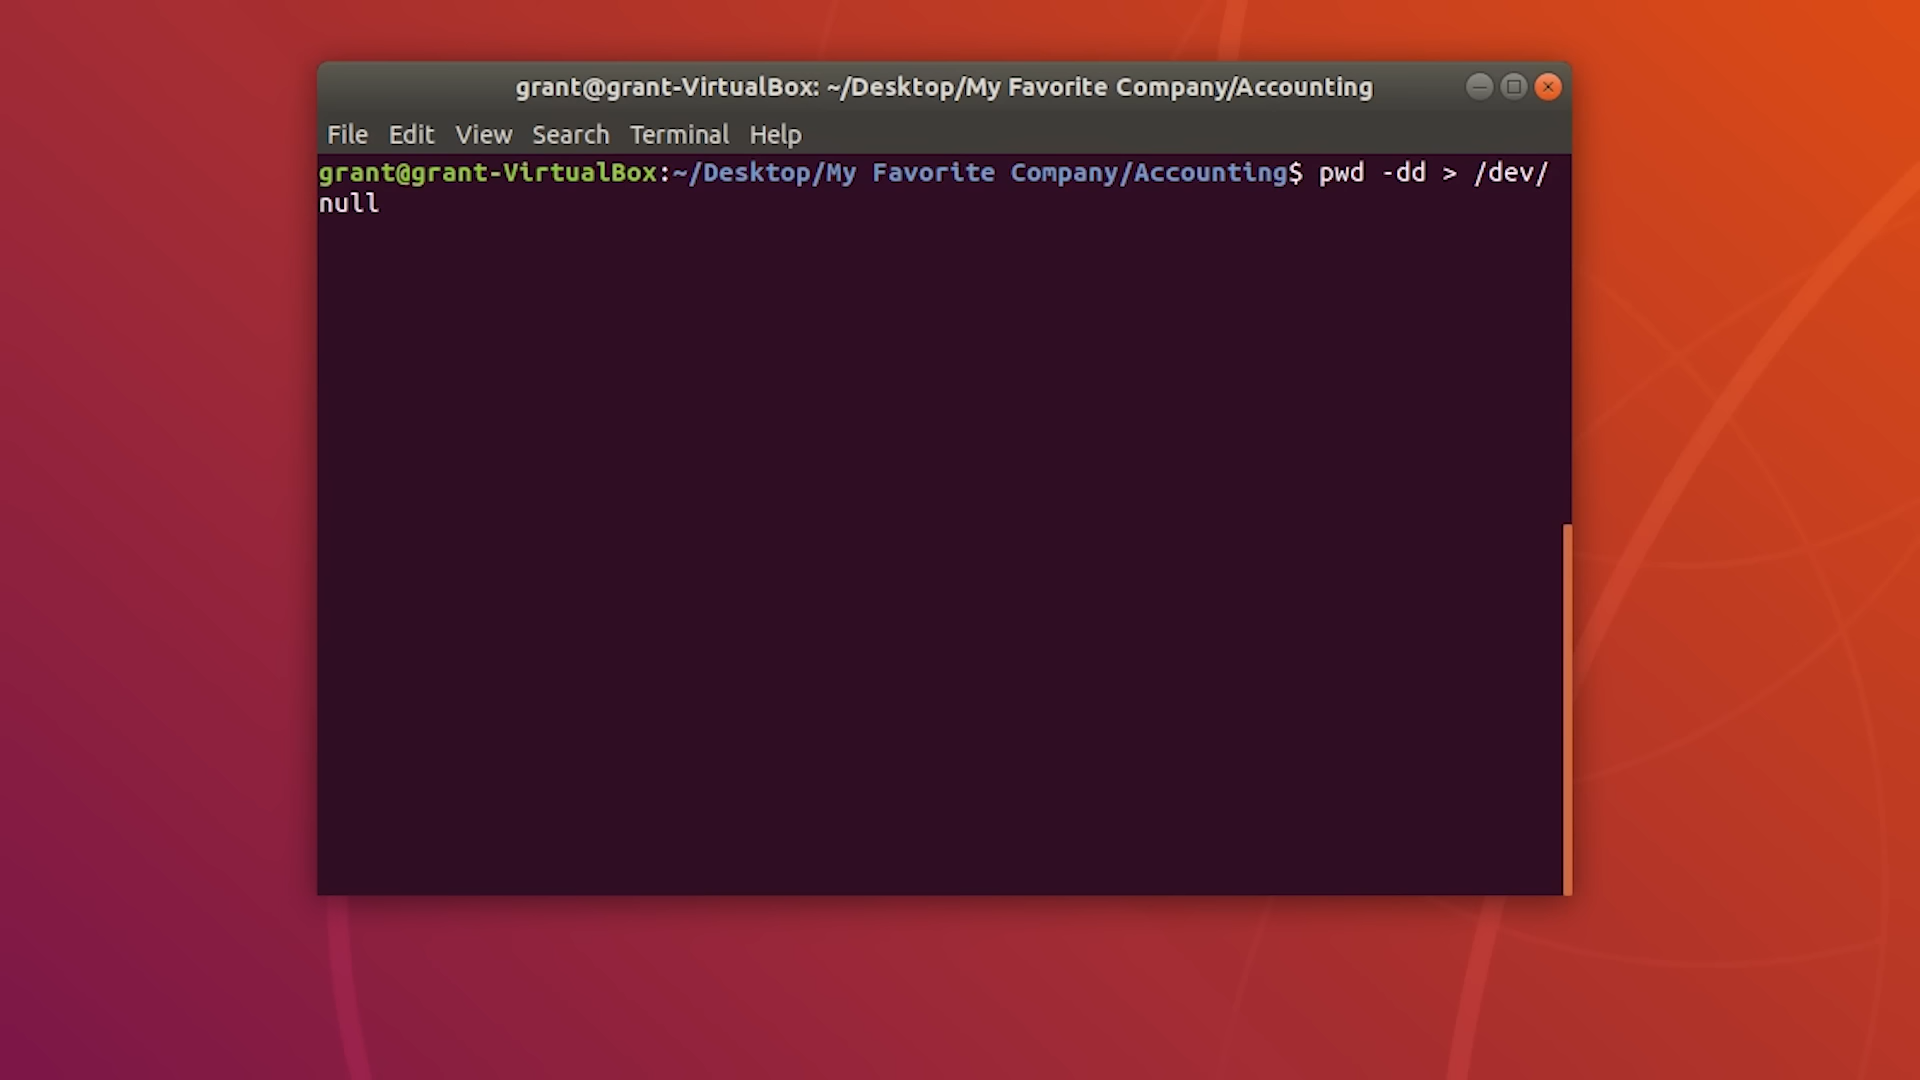 grant@grant-VirtualBox: ~/Desktop/My Favorite Company/Accounting
File Edit View Search Terminal Help
grant@grant-VirtualBox:~/Desktop/My Favorite Company/Accounting$ pwd -dd > /dev/
null